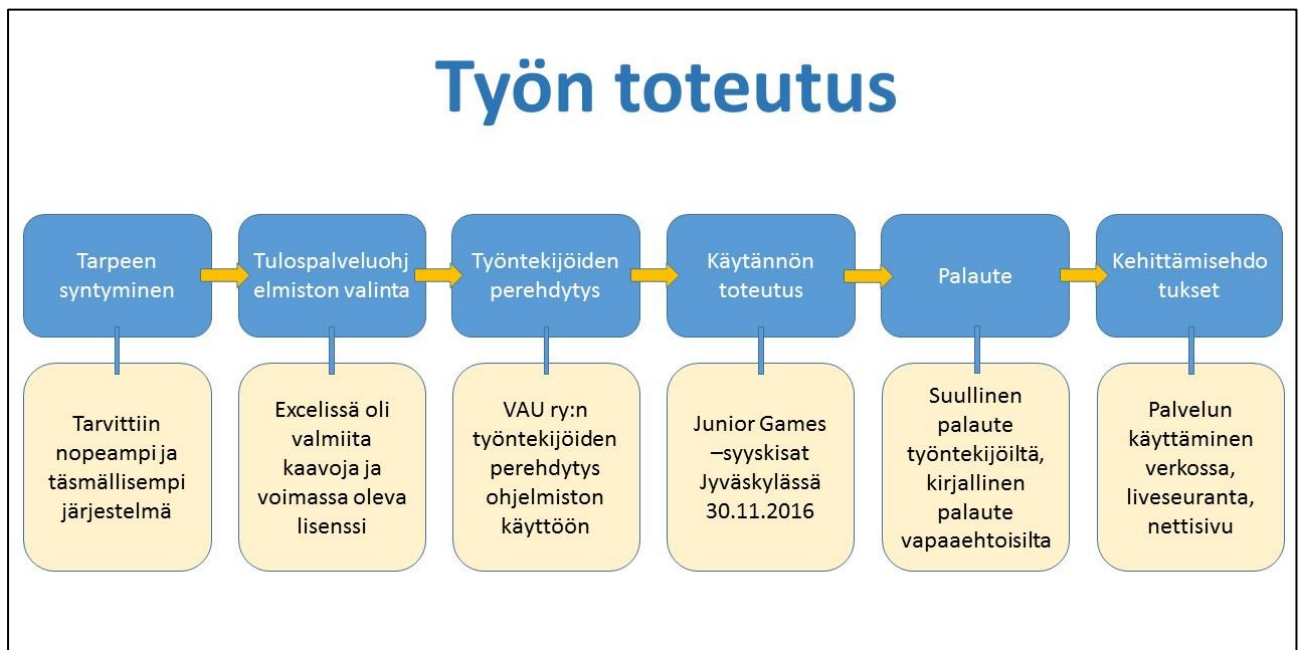 Työn toteutus
Tarpeen
syntyminen
Tulospalveluohj
elmiston valinta
Työntekijöiden
perehdytys
Käytännön
toteutus
Palaute
Kehittämisehdo
tukset
Tarvittiin
nopeampi ja
täsmällisempi
järjestelmä
Excelissä oli
valmiita
kaavoja ja
voimassa oleva
lisenssi
VAU ry:n
työntekijöiden
perehdytys
ohjelmiston
käyttöön
Junior Games
–syyskisat
Jyväskylässä
30.11.2016
Suullinen
palaute
työntekijöiltä,
kirjallinen
palaute
vapaaehtoisilta
Palvelun
käyttäminen
verkossa,
liveseuranta,
nettisivu